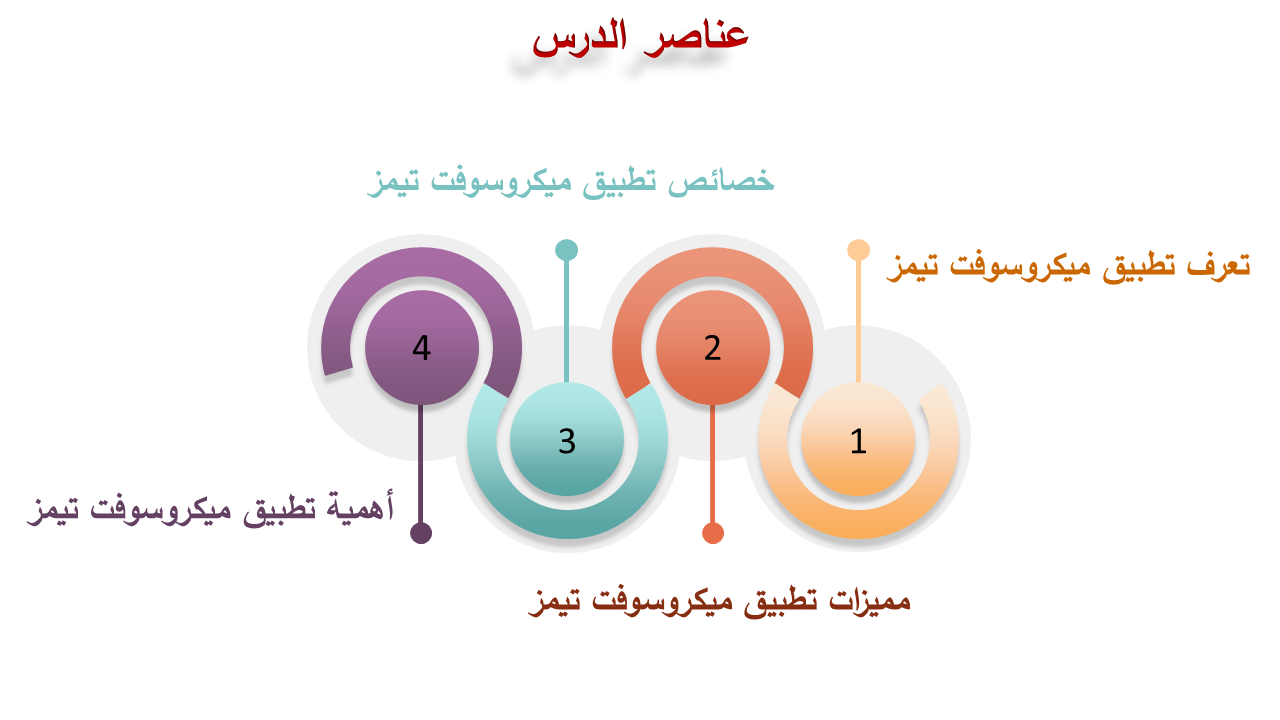 عناصر الدرس
1
تعرف تطبيق ميكروسوفت تيمز
2
مميزات تطبيق ميكروسوفت تيمز
3
خصائص تطبيق ميكروسوفت تيمز
4
أهمية تطبيق ميكروسوفت تيمز